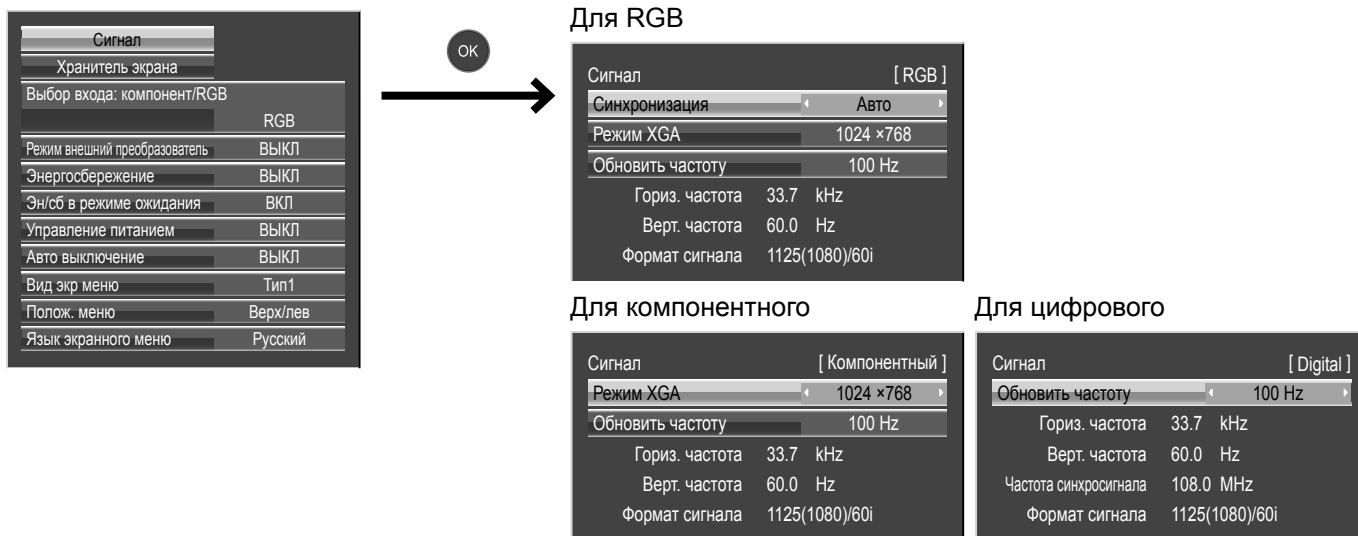 Сигнал
Хранитель экрана
Выбор входа: компонент/RGB
RGB
Режим внешний преобразователь ВЫКЛ
Энергосбережение ВЫКЛ
Эн/сб в режиме ожидания ВКЛ
Управление питанием ВЫКЛ
Авто выключение ВЫКЛ
Вид экр меню Тип1
Полож. меню Верх/лев
Язык экранного меню Русский
OK
Для RGB
Сигнал [ RGB ]
Синхронизация Авто
Режим XGA 1024 ×768
Обновить частоту 100 Hz
Гориз. частота 33.7 kHz
Верт. частота 60.0 Hz
Формат сигнала 1125(1080)/60i
Для компонентного
Сигнал [ Компонентный ]
Режим XGA 1024 ×768
Обновить частоту 100 Hz
Гориз. частота 33.7 kHz
Верт. частота 60.0 Hz
Формат сигнала 1125(1080)/60i
Для цифрового
Сигнал [ Digital ]
Обновить частоту 100 Hz
Гориз. частота 33.7 kHz
Верт. частота 60.0 Hz
Частота синхросигнала 108.0 MHz
Формат сигнала 1125(1080)/60i